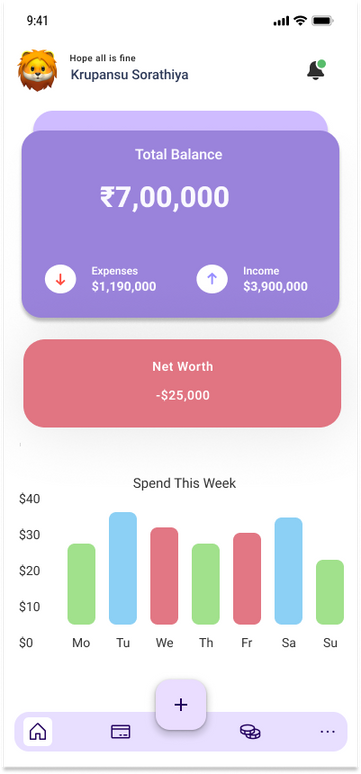 9:41
Hope all is fine
Krupansu Sorathiya
Total Balance
₹7,00,000
Expenses
$1,190,000
Income
$3,900,000
Net Worth
-$25,000
Spend This Week
$40
$30
$20
$10
$0 Mo Tu We Th Fr Sa Su
+